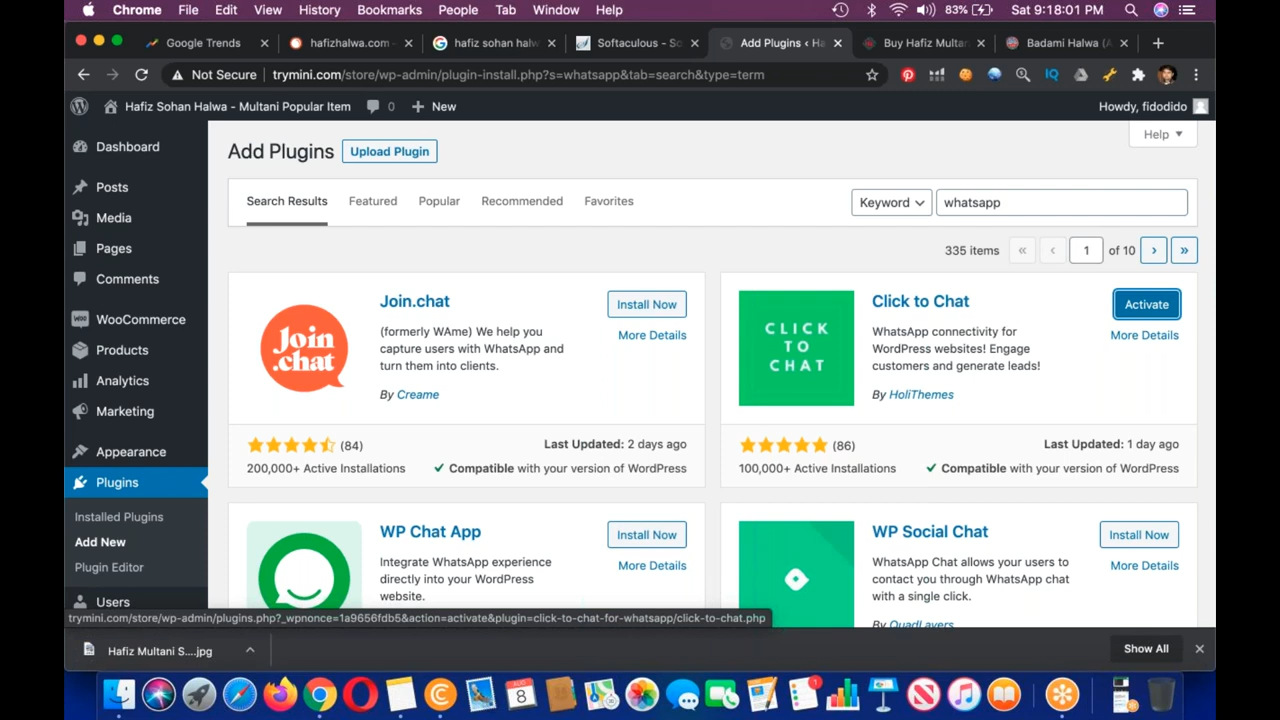 Chrome File Edit View History Bookmarks People Tab Window Help 83% Sat 9:18:01 PM
Google Trends hafizhalwa.com - hafiz sohan halw Softaculous - So Add Plugins ‹ Ha Buy Hafiz Multan Badami Halwa (A
Not Secure trymini.com/store/wp-admin/plugin-install.php?s=whatsapp&tab=search&type=term
Hafiz Sohan Halwa - Multani Popular Item 0 + New Howdy, fidodido
Dashboard
Posts
Media
Pages
Comments
WooCommerce
Products
Analytics
Marketing
Appearance
Plugins
Installed Plugins
Add New
Plugin Editor
Users
Help
Add Plugins Upload Plugin
Search Results Featured Popular Recommended Favorites Keyword whatsapp
335 items « ‹ 1 of 10 › »
Join.chat
Install Now
More Details
(formerly WAme) We help you
capture users with WhatsApp and
turn them into clients.
By Creame
Join
.chat
(84) Last Updated: 2 days ago
200,000+ Active Installations Compatible with your version of WordPress
Click to Chat
Activate
More Details
WhatsApp connectivity for
WordPress websites! Engage
customers and generate leads!
By HoliThemes
CLICK
TO
CHAT
(86) Last Updated: 1 day ago
100,000+ Active Installations Compatible with your version of WordPress
WP Chat App
Install Now
More Details
Integrate WhatsApp experience
directly into your WordPress
website.
WP Social Chat
Install Now
More Details
WhatsApp Chat allows your users to
contact you through WhatsApp chat
with a single click.
By QuadLayers
trymini.com/store/wp-admin/plugins.php?_wpnonce=1a9656fdb5&action=activate&plugin=click-to-chat-for-whatsapp/click-to-chat.php
Hafiz Multani S....jpg Show All
8
1